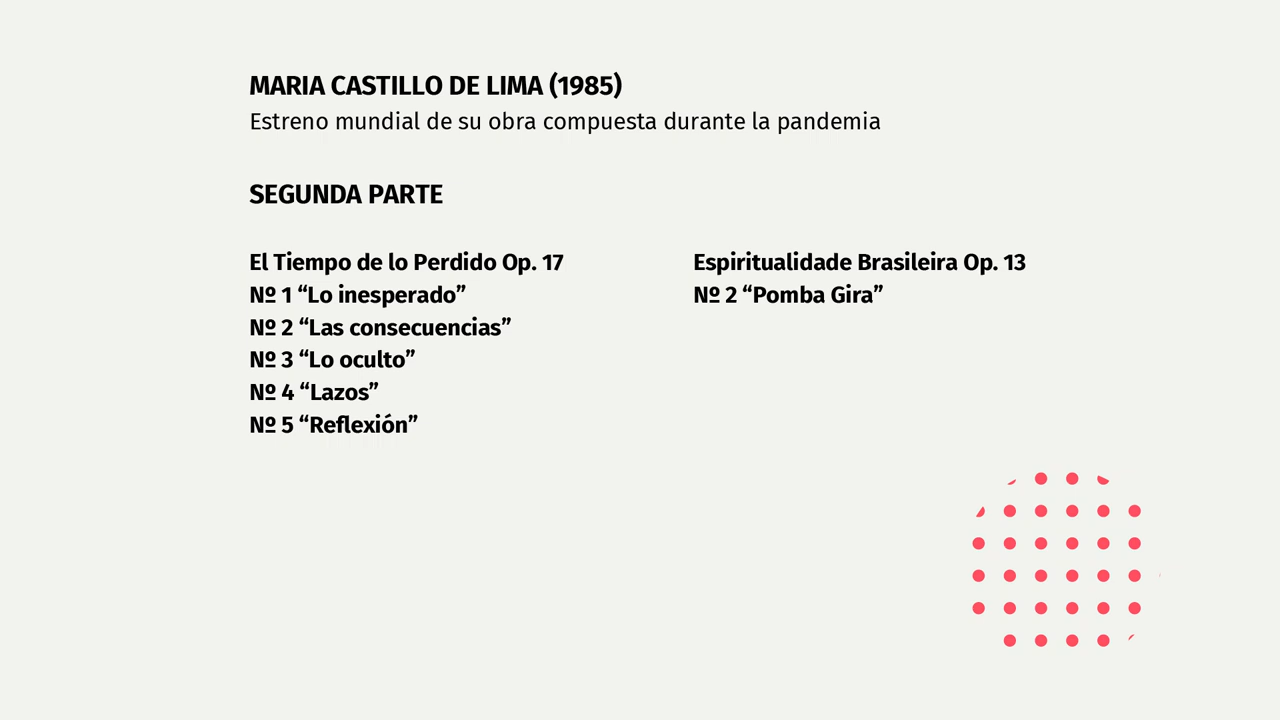 MARIA CASTILLO DE LIMA (1985)
Estreno mundial de su obra compuesta durante la pandemia
SEGUNDA PARTE
El Tiempo de lo Perdido Op. 17
Nº 1 “Lo inesperado”
Nº 2 “Las consecuencias”
Nº 3 “Lo oculto”
Nº 4 “Lazos”
Nº 5 “Reflexión”
Espiritualidade Brasileira Op. 13
Nº 2 “Pomba Gira”